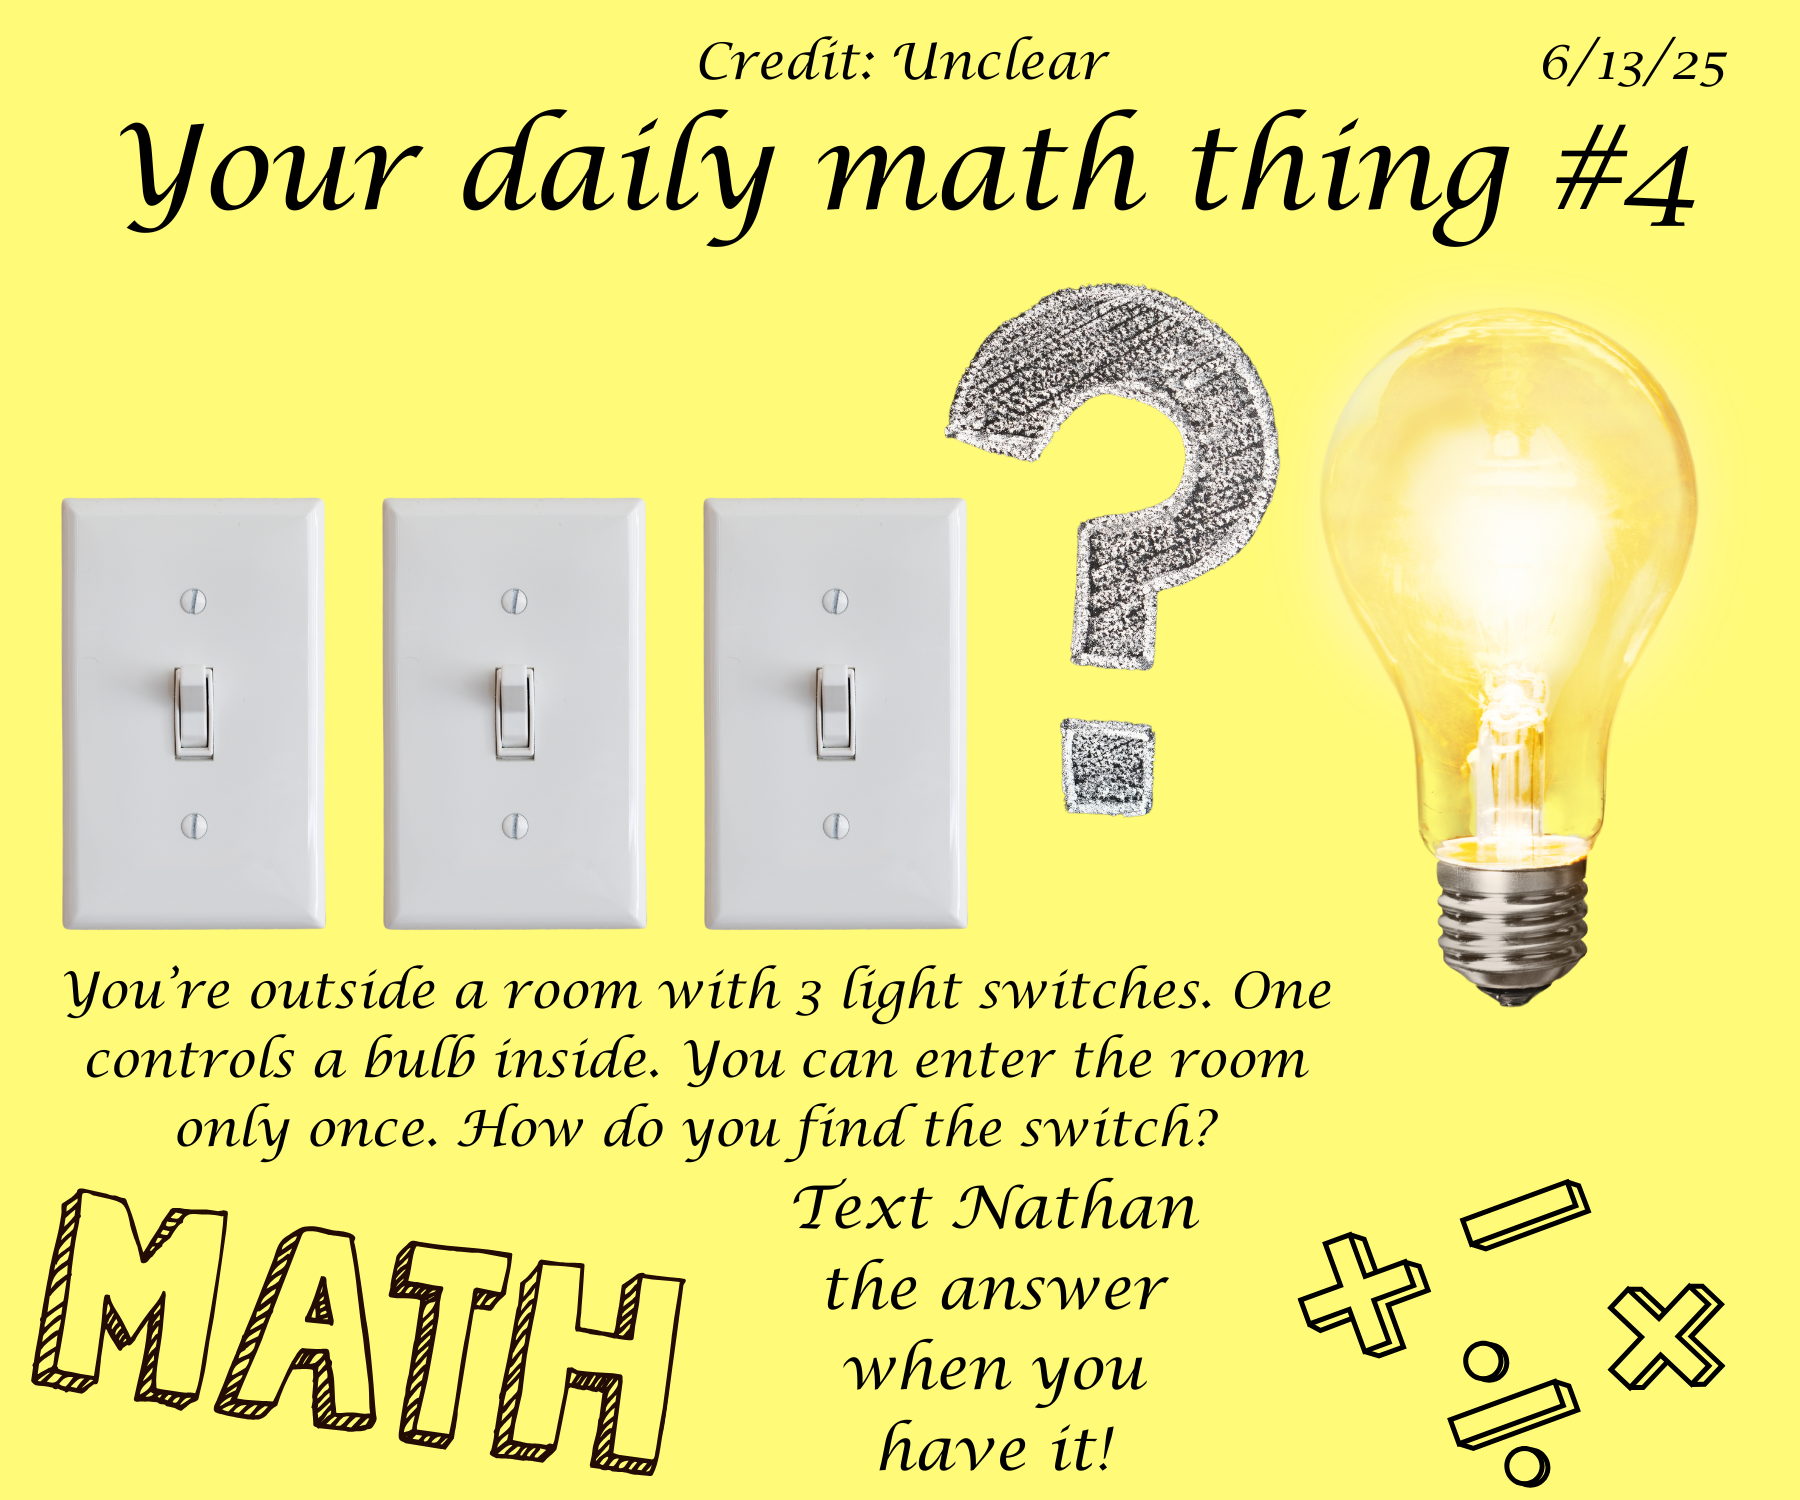 Credit: Unclear
6/13/25
Your daily math thing #4
You're outside a room with 3 light switches. One
controls a bulb inside. You can enter the room
only once. How do you find the switch?
Text Nathan
the answer
when you
have it!
MATH